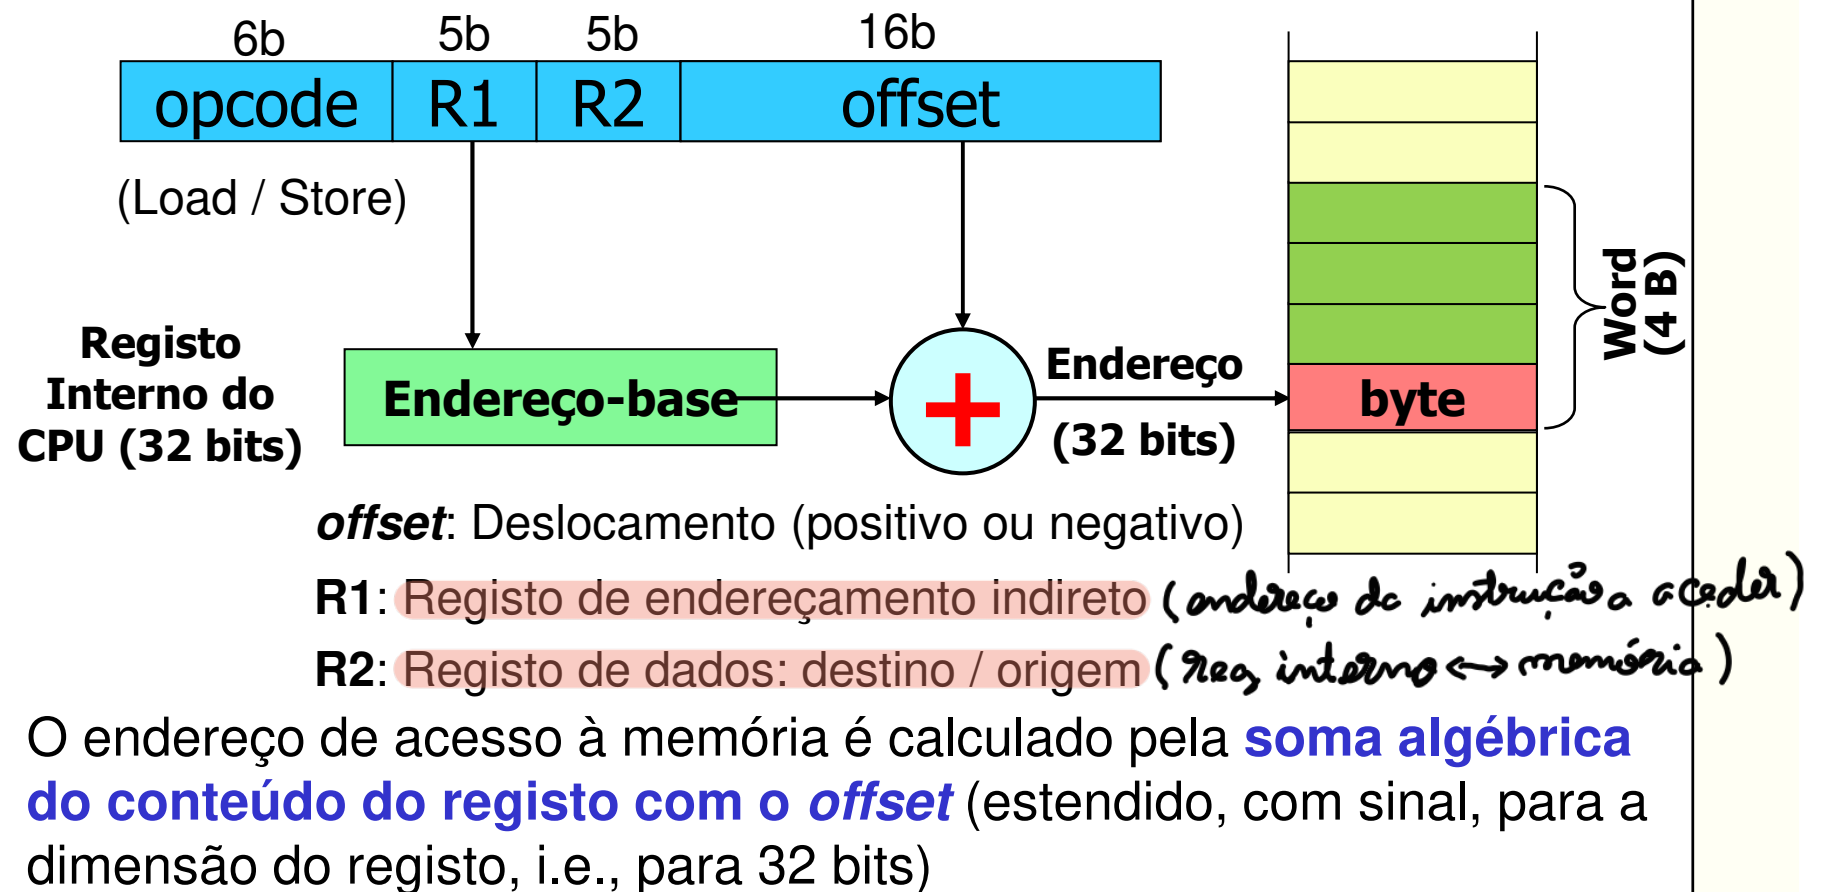 6b 5b 5b 16b
opcode R1 R2 offset
(Load / Store)
Word
(4 B)
Registo
Interno do
CPU (32 bits)
Endereço-base
+
Endereço
(32 bits)
byte
offset: Deslocamento (positivo ou negativo)
R1: Registo de endereçamento indireto (endereço da instrução a aceder)
R2: Registo de dados: destino / origem (reg interno <-> memória)
O endereço de acesso à memória é calculado pela soma algébrica
do conteúdo do registo com o offset (estendido, com sinal, para a
dimensão do registo, i.e., para 32 bits)